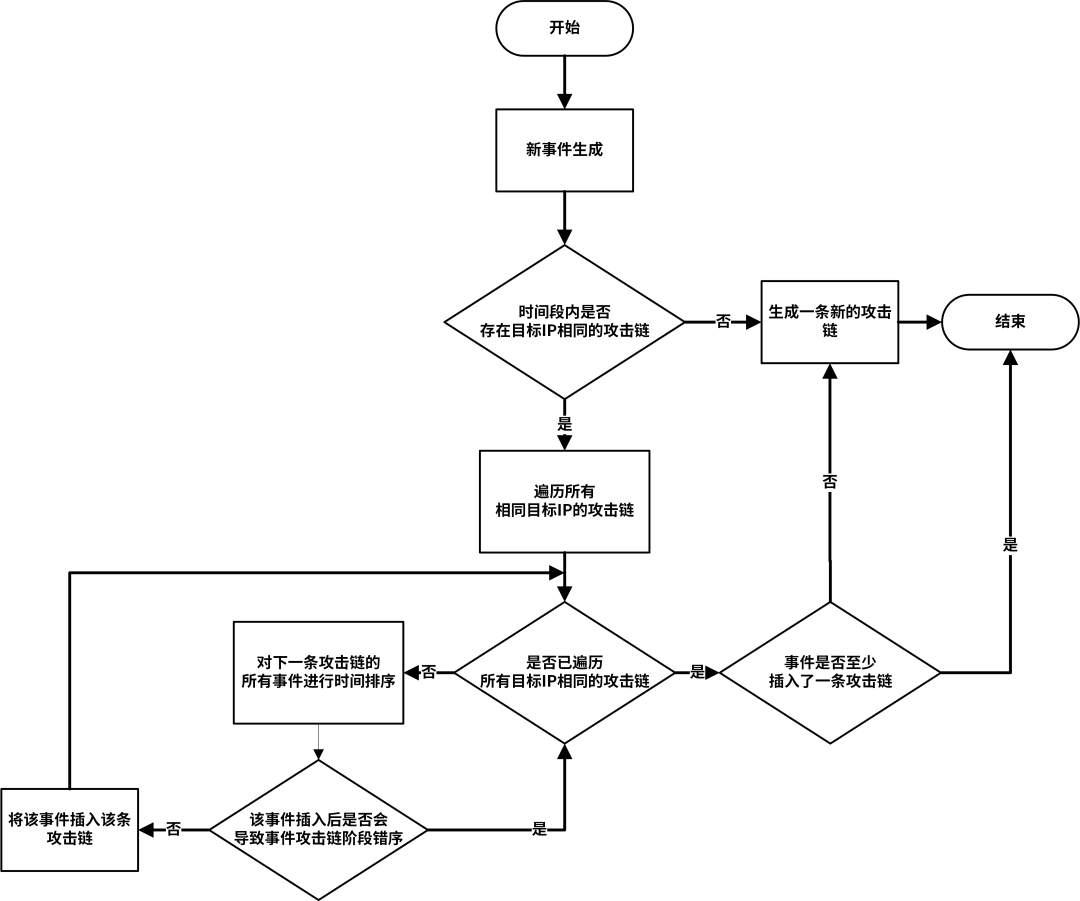 开始
新事件生成
时间段内是否
存在目标IP相同的攻击链
否
生成一条新的攻击
链
结束
是
遍历所有
相同目标IP的攻击链
否
是
对下一条攻击链的
所有事件进行时间排序
否
是否已遍历
所有目标IP相同的攻击链
是
事件是否至少
插入了一条攻击链
将该事件插入该条
攻击链
否
该事件插入后是否会
导致事件攻击链阶段错序
是